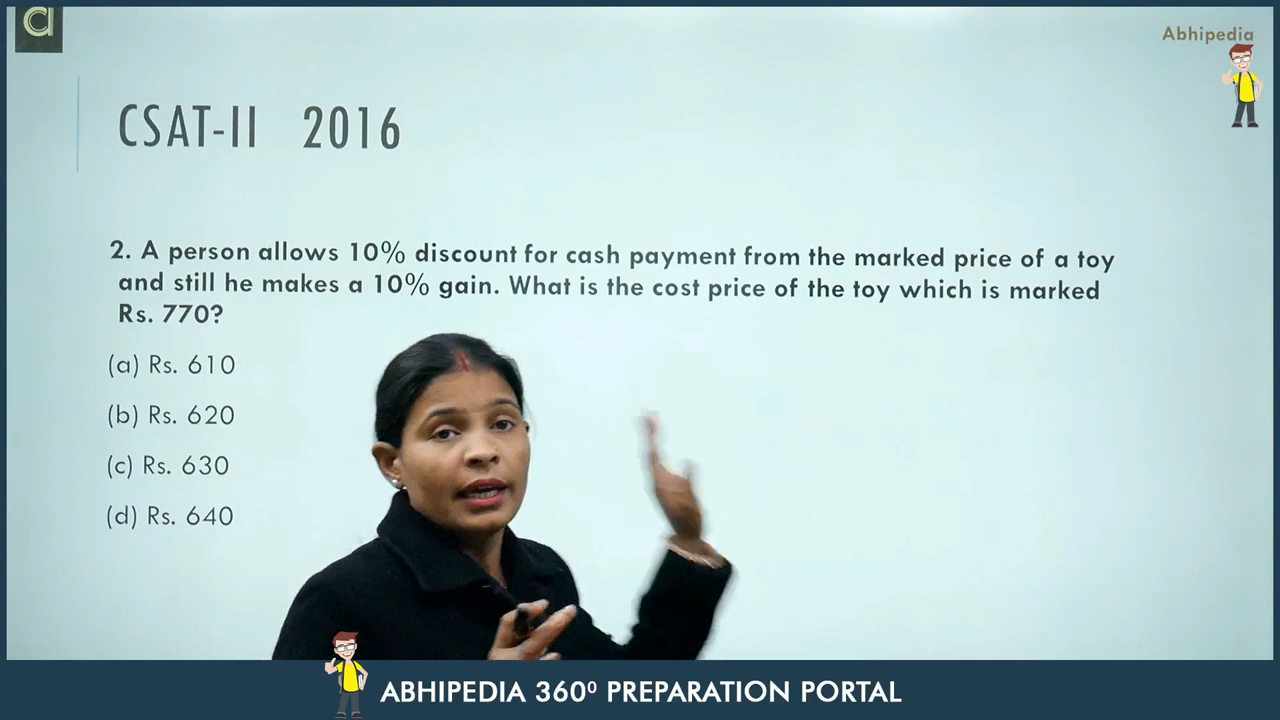 a
Abhipedia
CSAT-II 2016
2. A person allows 10% discount for cash payment from the marked price of a toy
and still he makes a 10% gain. What is the cost price of the toy which is marked
Rs. 770?
(a) Rs. 610
(b) Rs. 620
(c) Rs. 630
(d) Rs. 640
ABHIPEDIA 360⁰ PREPARATION PORTAL